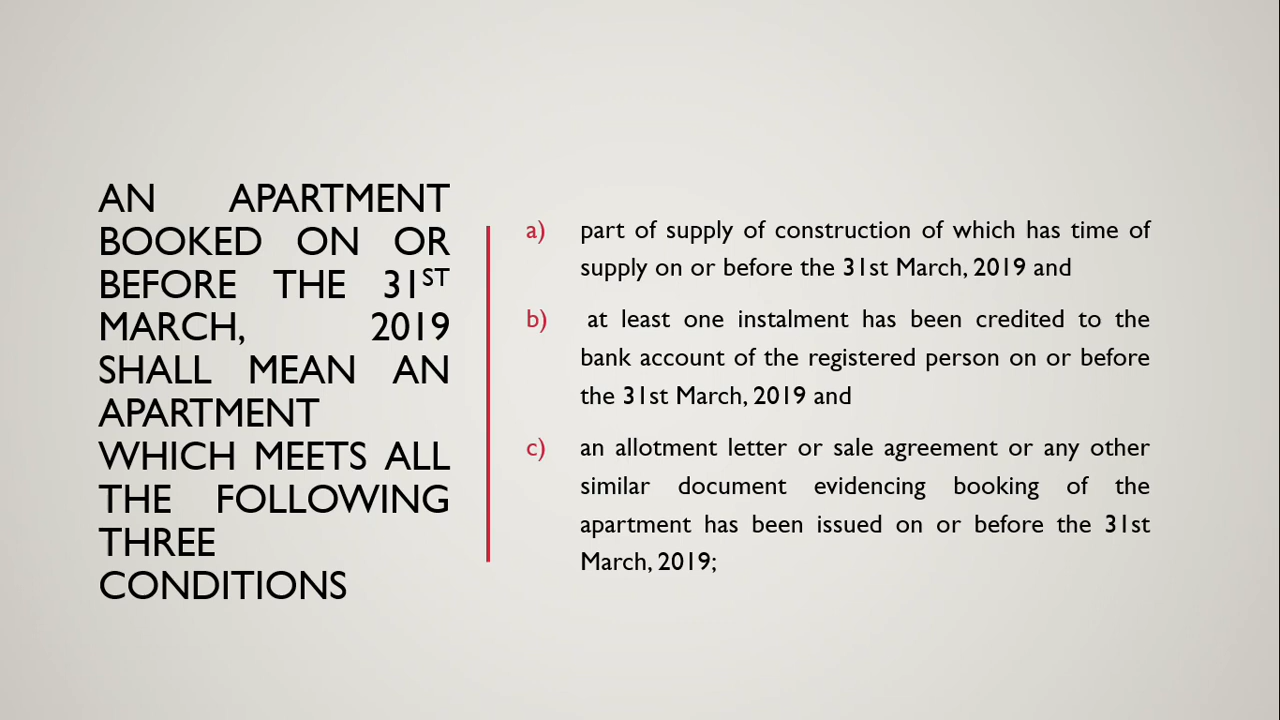 AN APARTMENT
BOOKED ON OR
BEFORE THE 31ST
MARCH, 2019
SHALL MEAN AN
APARTMENT
WHICH MEETS ALL
THE FOLLOWING
THREE
CONDITIONS
a) part of supply of construction of which has time of
supply on or before the 31st March, 2019 and
b) at least one instalment has been credited to the
bank account of the registered person on or before
the 31st March, 2019 and
c) an allotment letter or sale agreement or any other
similar document evidencing booking of the
apartment has been issued on or before the 31st
March, 2019;